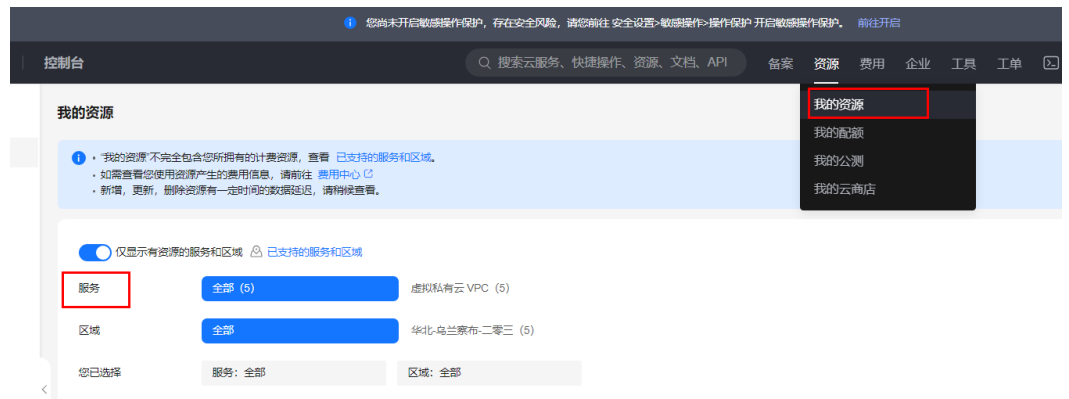 您尚未开启敏感操作保护，存在安全风险，请您前往 安全设置>敏感操作>操作保护 开启敏感操作保护。 前往开启
控制台 搜索云服务、快捷操作、资源、文档、API 备案 资源 费用 企业 工具 工单
我的资源
我的配额
我的公测
我的云商店
我的资源
· “我的资源”不完全包含您所拥有的计费资源，查看 已支持的服务和区域。
· 如需查看您使用资源产生的费用信息，请前往 费用中心
· 新增，更新，删除资源有一定时间的数据延迟，请稍候查看。
仅显示有资源的服务和区域 已支持的服务和区域
服务 全部 (5) 虚拟私有云 VPC (5)
区域 全部 华北-乌兰察布-二零三 (5)
您已选择 服务：全部 区域：全部